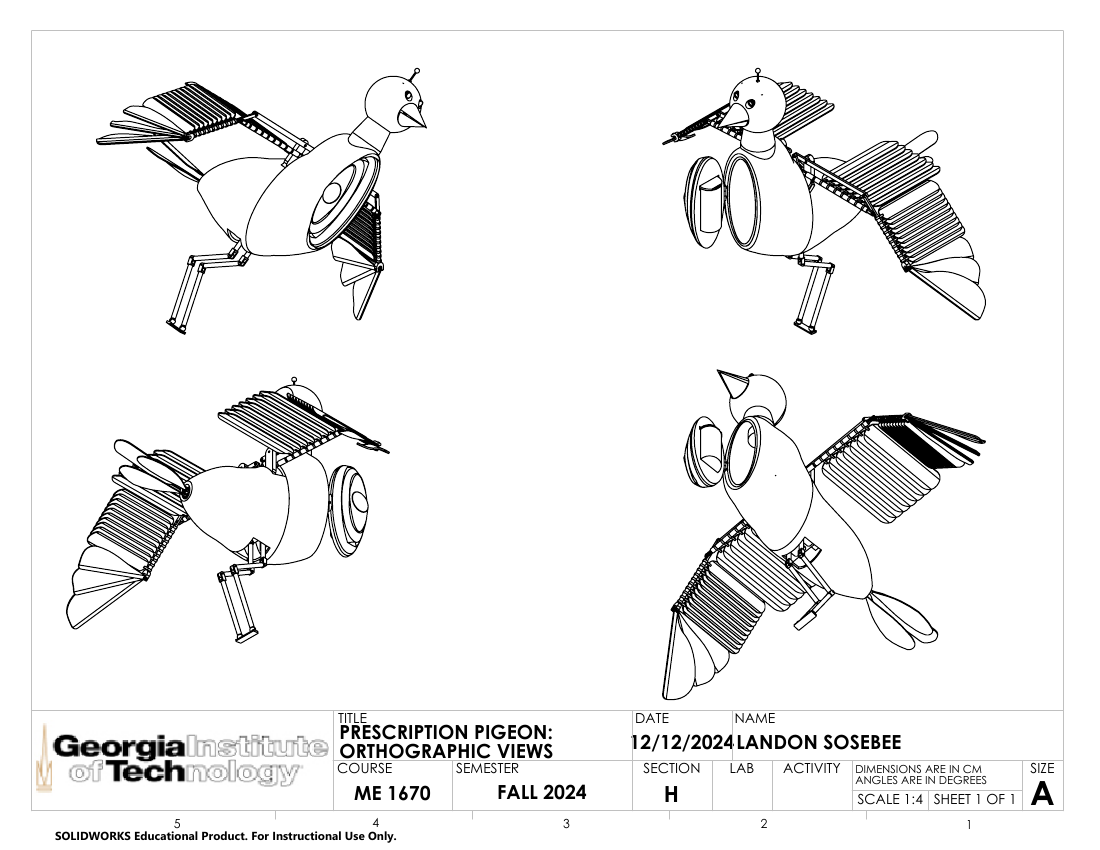 TITLE
PRESCRIPTION PIGEON:
ORTHOGRAPHIC VIEWS
DATE
12/12/2024
NAME
LANDON SOSEBEE
Georgia Institute
of Technology
COURSE
ME 1670
SEMESTER
FALL 2024
SECTION
H
LAB
ACTIVITY
DIMENSIONS ARE IN CM
ANGLES ARE IN DEGREES
SCALE 1:4
SHEET 1 OF 1
SIZE
A
5 4 3 2 1
SOLIDWORKS Educational Product. For Instructional Use Only.